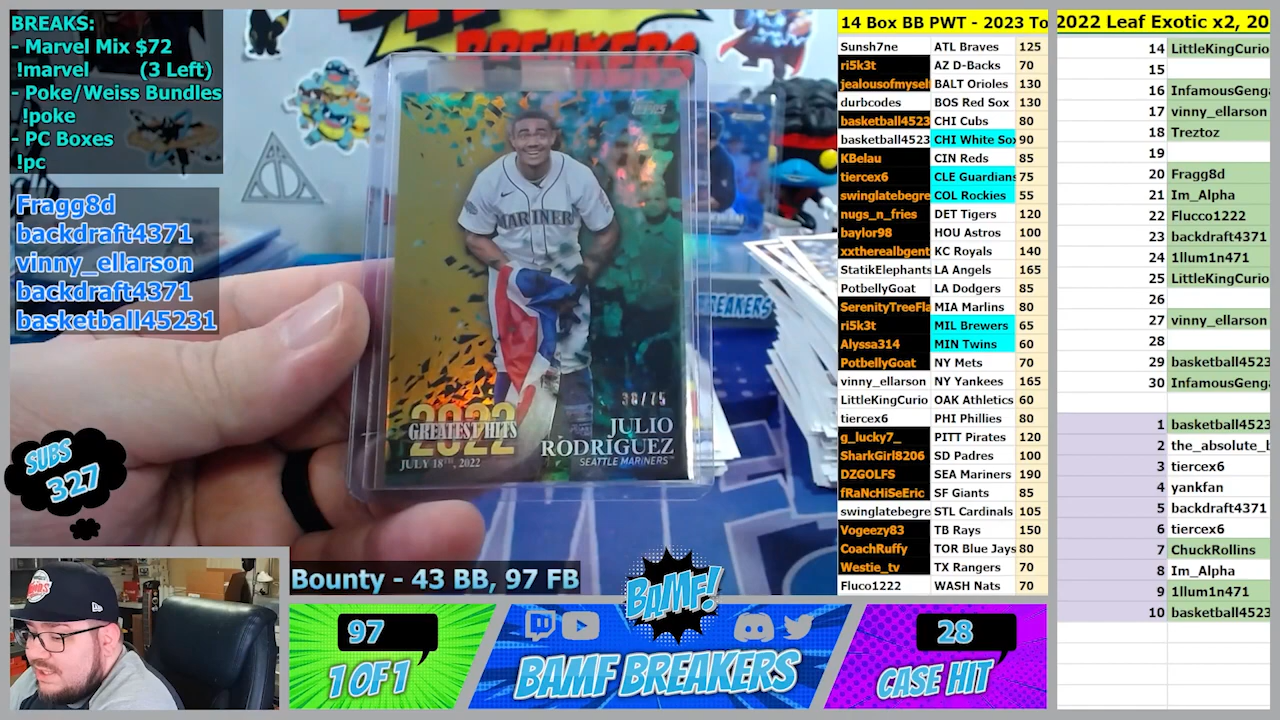 BREAKS:
- Marvel Mix $72
!marvel (3 Left)
- Poke/Weiss Bundles
!poke
- PC Boxes
!pc
Fragg8d
backdraft4371
vinny_ellarson
backdraft4371
basketball45231
SUBS
327
TOPPS
MARINERS
38/75
2022
GREATEST HITS
JULY 18TH, 2022
JULIO
RODRÍGUEZ
SEATTLE MARINERS™
BREAKERS
Bounty - 43 BB, 97 FB
97
1 OF 1
BAMF!
BAMF BREAKERS
28
CASE HIT
14 Box BB PWT - 2023 To
Sunsh7ne ATL Braves 125
ri5k3t AZ D-Backs 70
jealousofmyself BALT Orioles 130
durbcodes BOS Red Sox 130
basketball4523 CHI Cubs 80
basketball4523 CHI White Sox 90
KBelau CIN Reds 85
tiercex6 CLE Guardians 75
swinglatebegre COL Rockies 55
nugs_n_fries DET Tigers 120
baylor98 HOU Astros 100
xxtherealbgent KC Royals 140
StatikElephants LA Angels 165
PotbellyGoat LA Dodgers 85
SerenityTreeFla MIA Marlins 80
ri5k3t MIL Brewers 65
Alyssa314 MIN Twins 60
PotbellyGoat NY Mets 70
vinny_ellarson NY Yankees 165
LittleKingCurio OAK Athletics 60
tiercex6 PHI Phillies 80
g_lucky7_ PITT Pirates 120
SharkGirl8206 SD Padres 100
DZGOLFS SEA Mariners 190
fRaNcHiSeEric SF Giants 85
swinglatebegre STL Cardinals 105
Vogeezy83 TB Rays 150
CoachRuffy TOR Blue Jays 80
Westie_tv TX Rangers 70
Fluco1222 WASH Nats 70
2022 Leaf Exotic x2, 20
14 LittleKingCurio
15
16 InfamousGenga
17 vinny_ellarson
18 Treztoz
19
20 Fragg8d
21 Im_Alpha
22 Flucco1222
23 backdraft4371
24 1llum1n471
25 LittleKingCurio
26
27 vinny_ellarson
28
29 basketball4523
30 InfamousGenga
1 basketball4523
2 the_absolute_b
3 tiercex6
4 yankfan
5 backdraft4371
6 tiercex6
7 ChuckRollins
8 Im_Alpha
9 1llum1n471
10 basketball4523